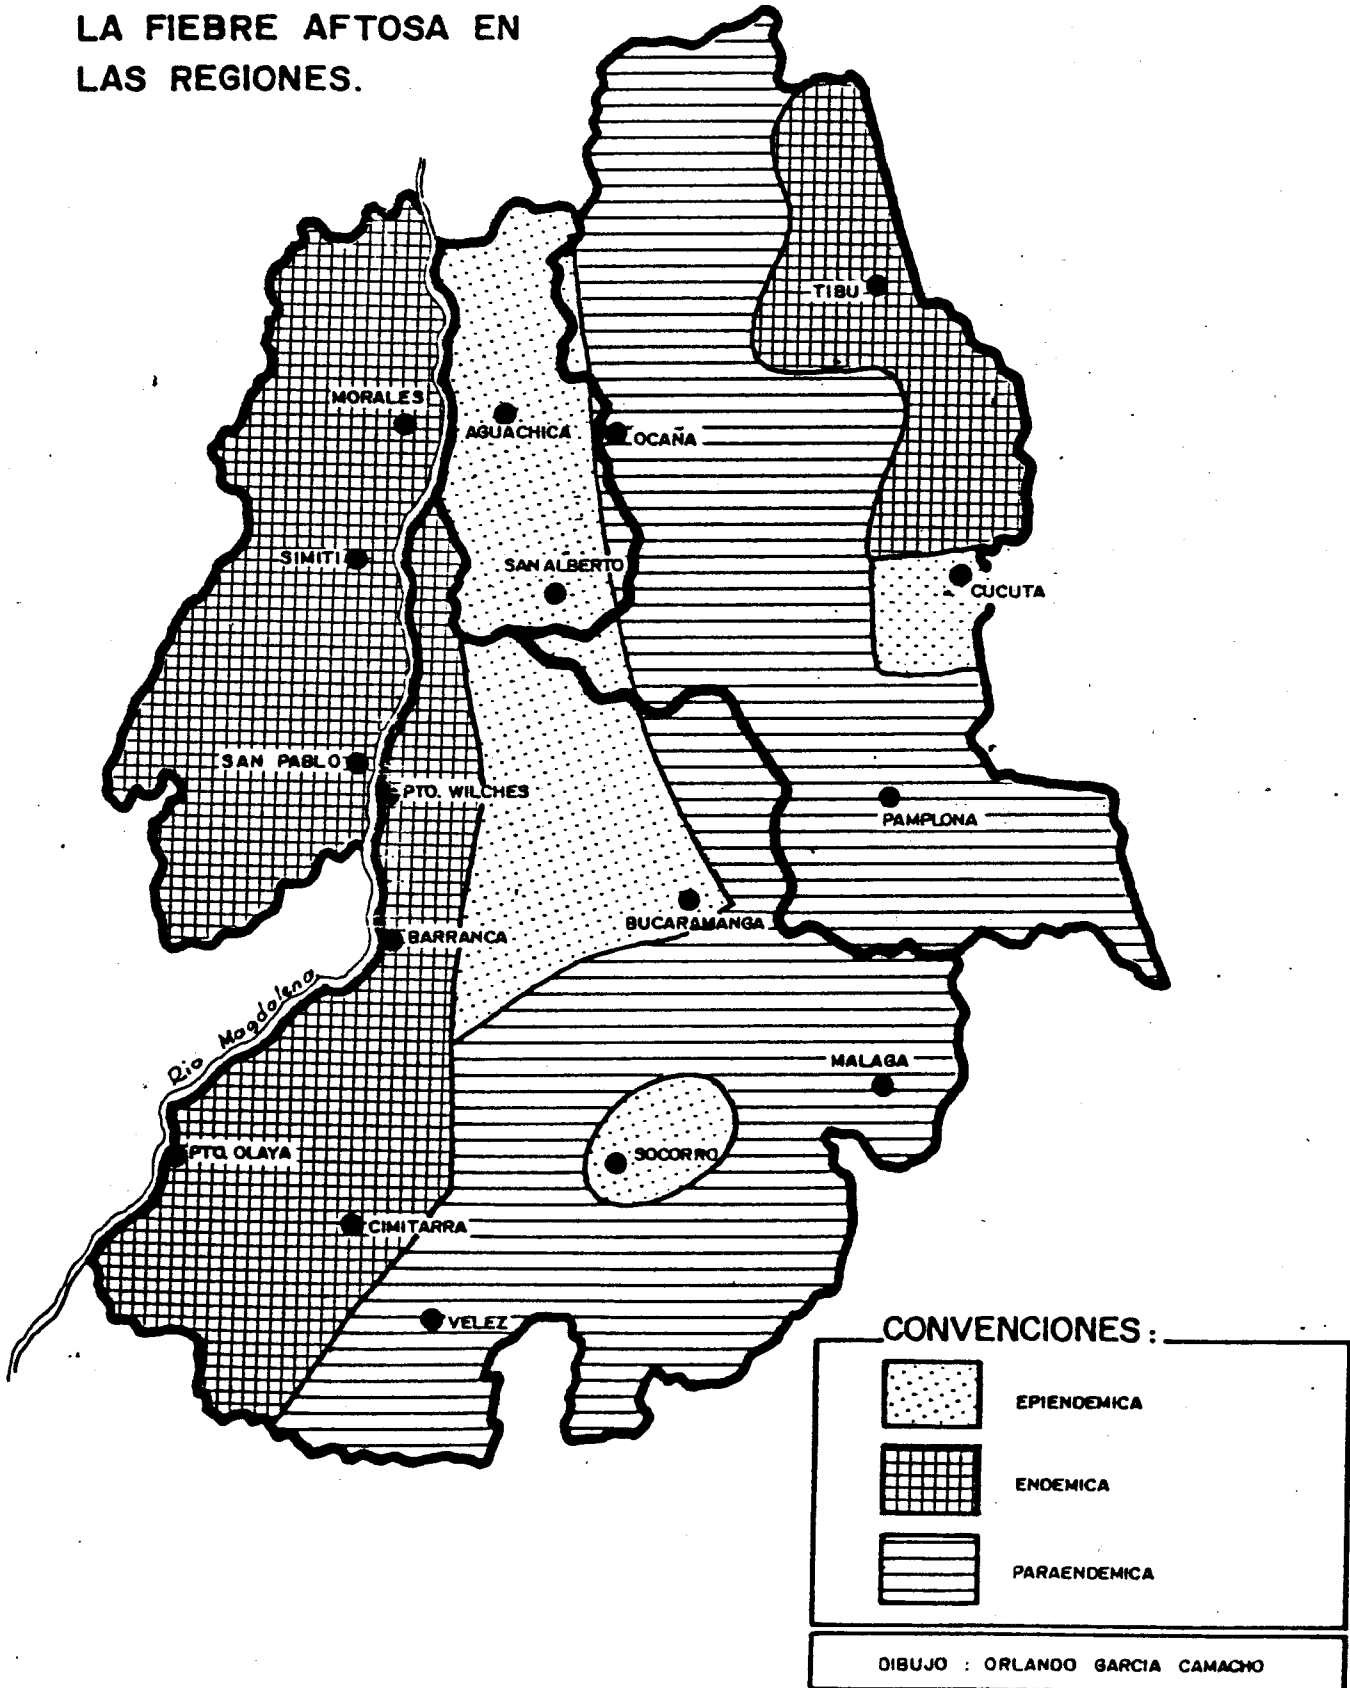 LA FIEBRE AFTOSA EN
LAS REGIONES.
TIBU
MORALES
AGUACHICA
OCAÑA
SIMITI
SAN ALBERTO
CUCUTA
SAN PABLO
PTO. WILCHES
PAMPLONA
BUCARAMANGA
BARRANCA
Rio Magdalena
MALAGA
PTO. OLAYA
SOCORRO
CIMITARRA
VELEZ
CONVENCIONES:
EPIENDEMICA
ENDEMICA
PARAENDEMICA
DIBUJO : ORLANDO GARCIA CAMACHO